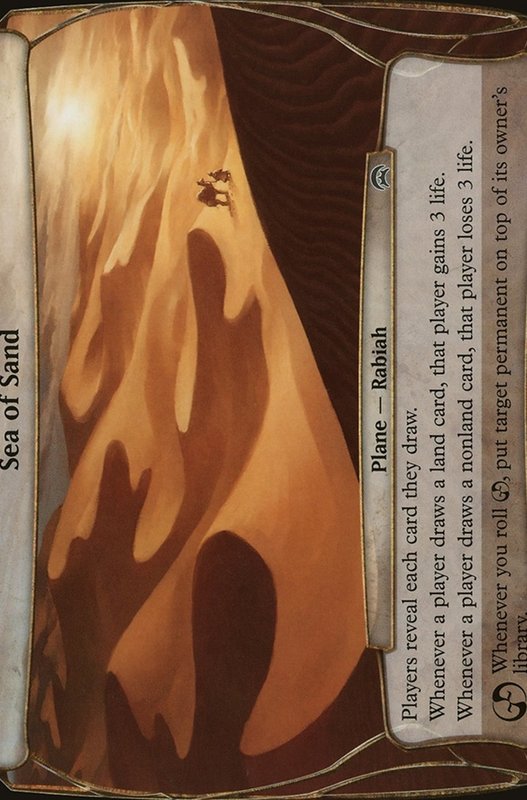 Sea of Sand
Plane — Rabiah
Players reveal each card they draw.
Whenever a player draws a land card, that player gains 3 life.
Whenever a player draws a nonland card, that player loses 3 life.
Whenever you roll , put target permanent on top of its owner's
library.